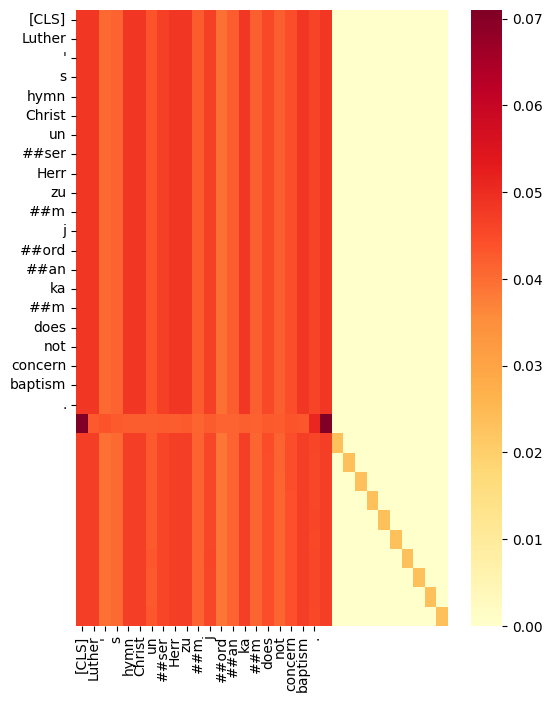 [CLS]
Luther
'
s
hymn
Christ
un
##ser
Herr
zu
##m
j
##ord
##an
ka
##m
does
not
concern
baptism
.
0.07
0.06
0.05
0.04
0.03
0.02
0.01
0.00
[CLS]
Luther
'
s
hymn
Christ
un
##ser
Herr
zu
##m
j
##ord
##an
ka
##m
does
not
concern
baptism
.